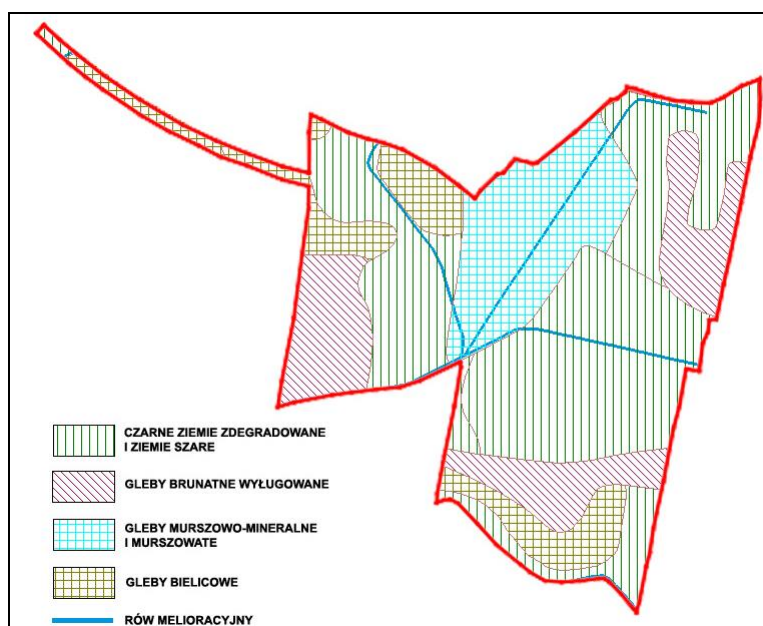 CZARNE ZIEMIE ZDEGRADOWANE
I ZIEMIE SZARE
GLEBY BRUNATNE WYŁUGOWANE
GLEBY MURSZOWO-MINERALNE
I MURSZOWATE
GLEBY BIELICOWE
RÓW MELIORACYJNY